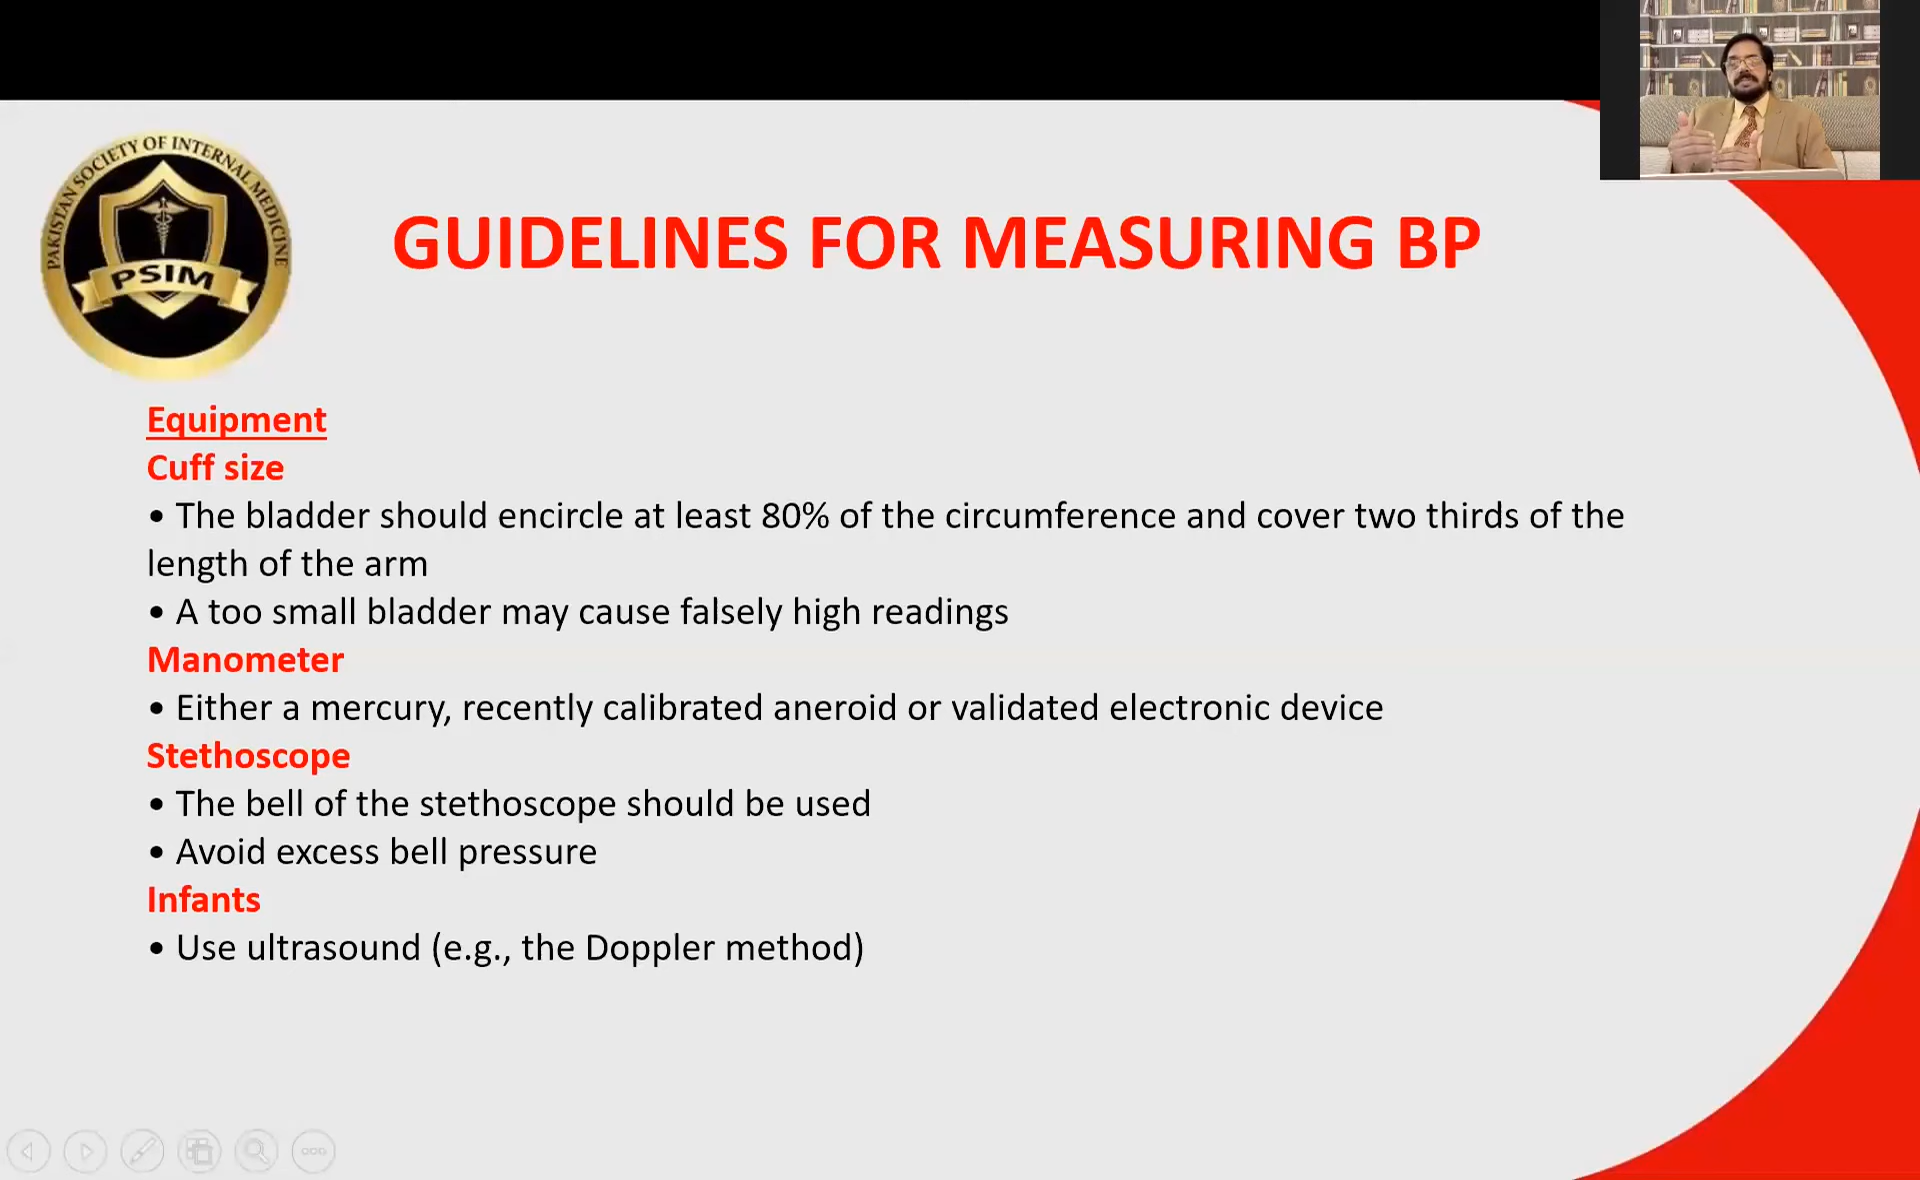 PAKISTAN SOCIETY OF INTERNAL MEDICINE
PSIM
GUIDELINES FOR MEASURING BP
Equipment
Cuff size
• The bladder should encircle at least 80% of the circumference and cover two thirds of the
length of the arm
• A too small bladder may cause falsely high readings
Manometer
• Either a mercury, recently calibrated aneroid or validated electronic device
Stethoscope
• The bell of the stethoscope should be used
• Avoid excess bell pressure
Infants
• Use ultrasound (e.g., the Doppler method)